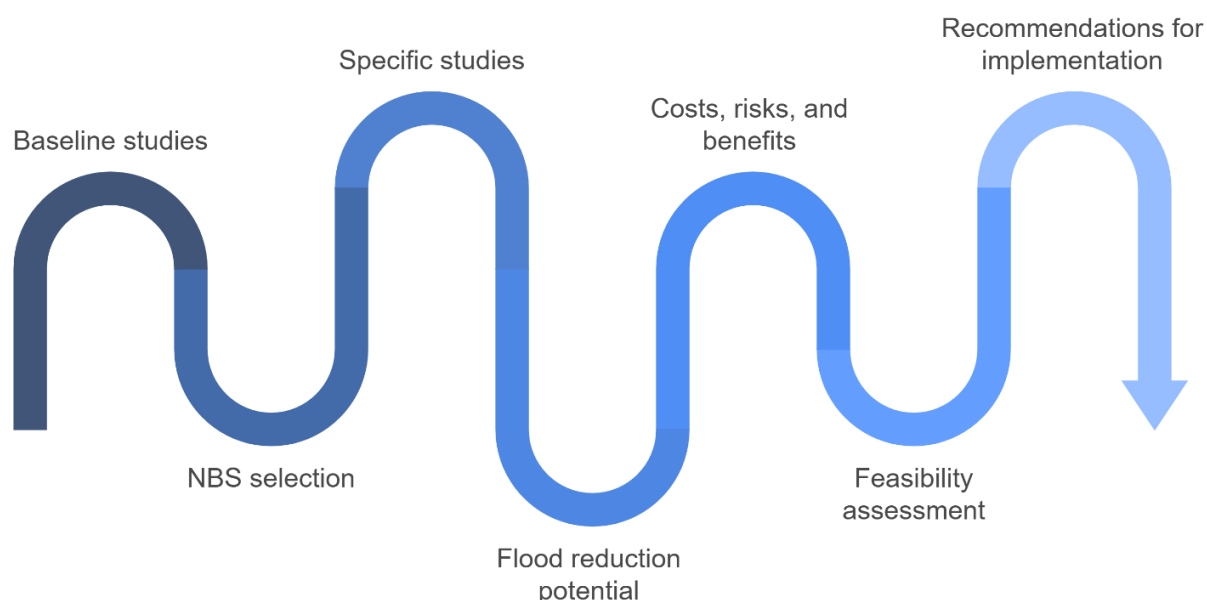 Baseline studies
NBS selection
Specific studies
Flood reduction
potential
Costs, risks, and
benefits
Feasibility
assessment
Recommendations for
implementation